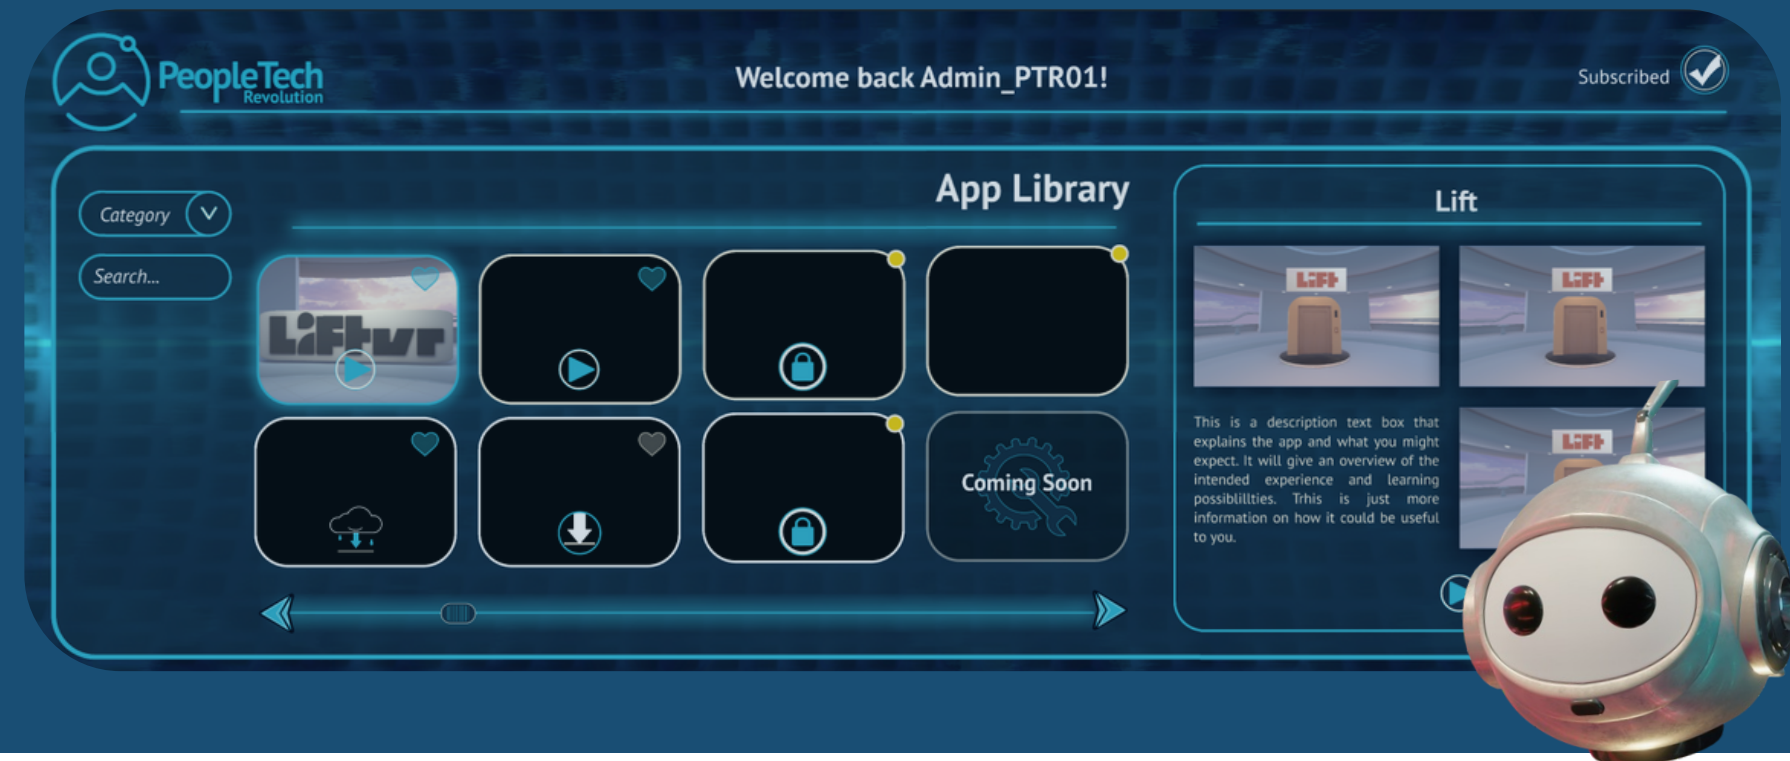 PeopleTech
Revolution
Welcome back Admin_PTR01!
Subscribed
Category
Search...
App Library
LiFtvr
Coming Soon
Lift
LiFt
LiFt
This is a description text box that
explains the app and what you might
expect. It will give an overview of the
intended experience and learning
possiblillties. Trhis is just more
information on how it could be useful
to you.
LiFt